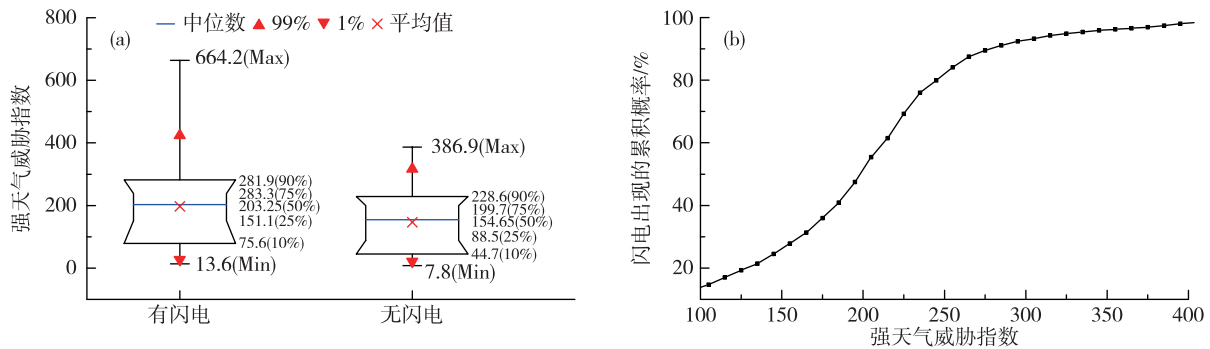 800
600
400
200
0
强天气威胁指数
(a)
中位数 99% 1% 平均值
664.2(Max)
281.9(90%)
283.3(75%)
203.25(50%)
151.1(25%)
75.6(10%)
13.6(Min)
386.9(Max)
228.6(90%)
199.7(75%)
154.65(50%)
88.5(25%)
44.7(10%)
7.8(Min)
有闪电 无闪电
(b)
100
80
60
40
20
闪电出现的累积概率/%
100 150 200 250 300 350 400
强天气威胁指数